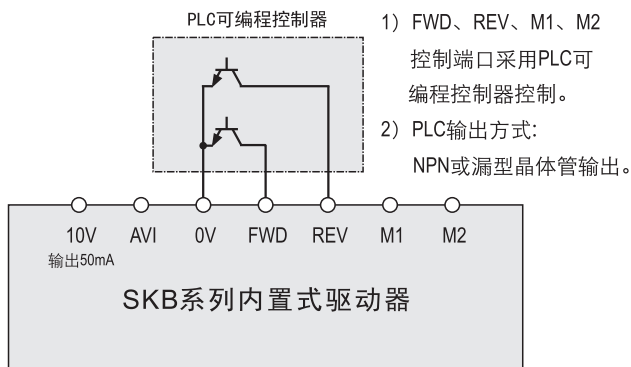 PLC可编程控制器
1）FWD、REV、M1、M2
控制端口采用PLC可
编程控制器控制。
2）PLC输出方式:
NPN或漏型晶体管输出。
10V AVI 0V FWD REV M1 M2
输出50mA
SKB系列内置式驱动器